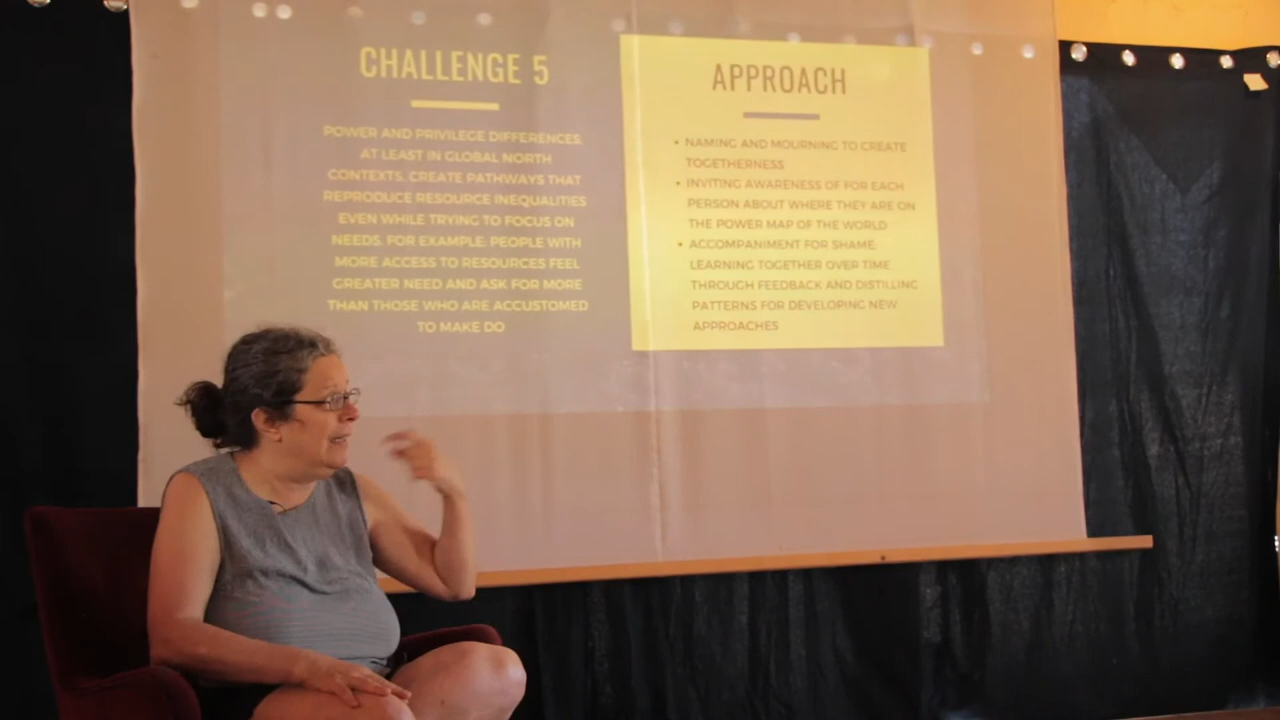 CHALLENGE 5
POWER AND PRIVILEGE DIFFERENCES,
AT LEAST IN GLOBAL NORTH
CONTEXTS, CREATE PATHWAYS THAT
REPRODUCE RESOURCE INEQUALITIES
EVEN WHILE TRYING TO FOCUS ON
NEEDS. FOR EXAMPLE: PEOPLE WITH
MORE ACCESS TO RESOURCES FEEL
GREATER NEED AND ASK FOR MORE
THAN THOSE WHO ARE ACCUSTOMED
TO MAKE DO
APPROACH
• NAMING AND MOURNING TO CREATE
TOGETHERNESS
• INVITING AWARENESS OF FOR EACH
PERSON ABOUT WHERE THEY ARE ON
THE POWER MAP OF THE WORLD
• ACCOMPANIMENT FOR SHAME;
LEARNING TOGETHER OVER TIME
THROUGH FEEDBACK AND DISTILLING
PATTERNS FOR DEVELOPING NEW
APPROACHES